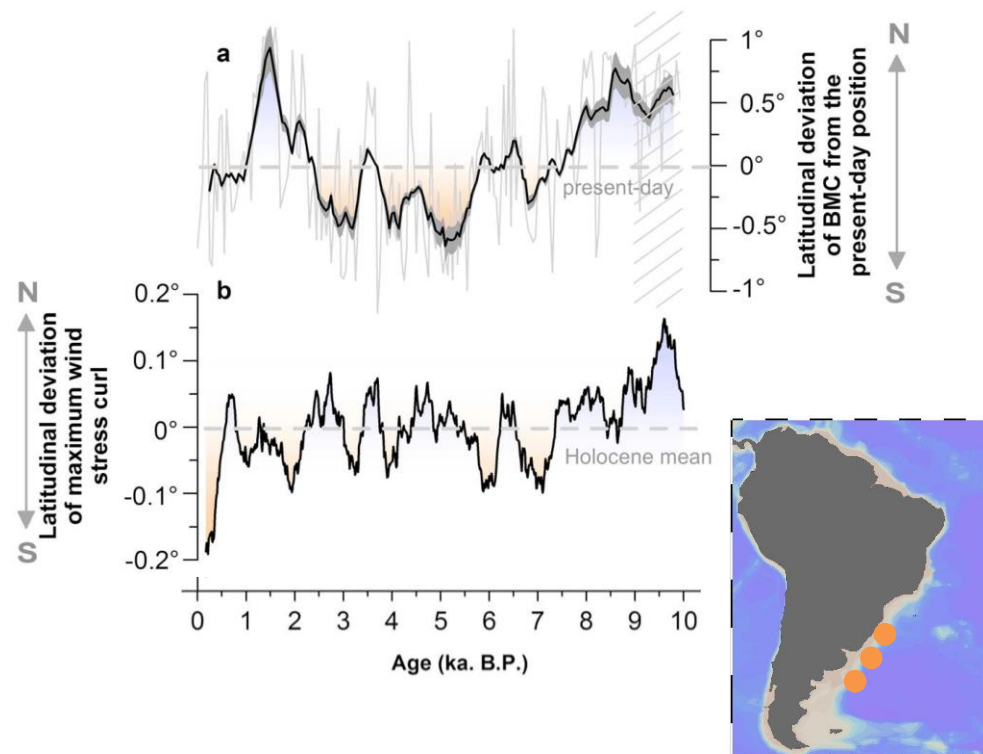 a
1°
0.5°
0°
-0.5°
-1°
present-day
N
S
Latitudinal deviation
of BMC from the
present-day position
b
N
S
Latitudinal deviation
of maximum wind
stress curl
0.2°
0.1°
0°
-0.1°
-0.2°
Holocene mean
0 1 2 3 4 5 6 7 8 9 10
Age (ka. B.P.)